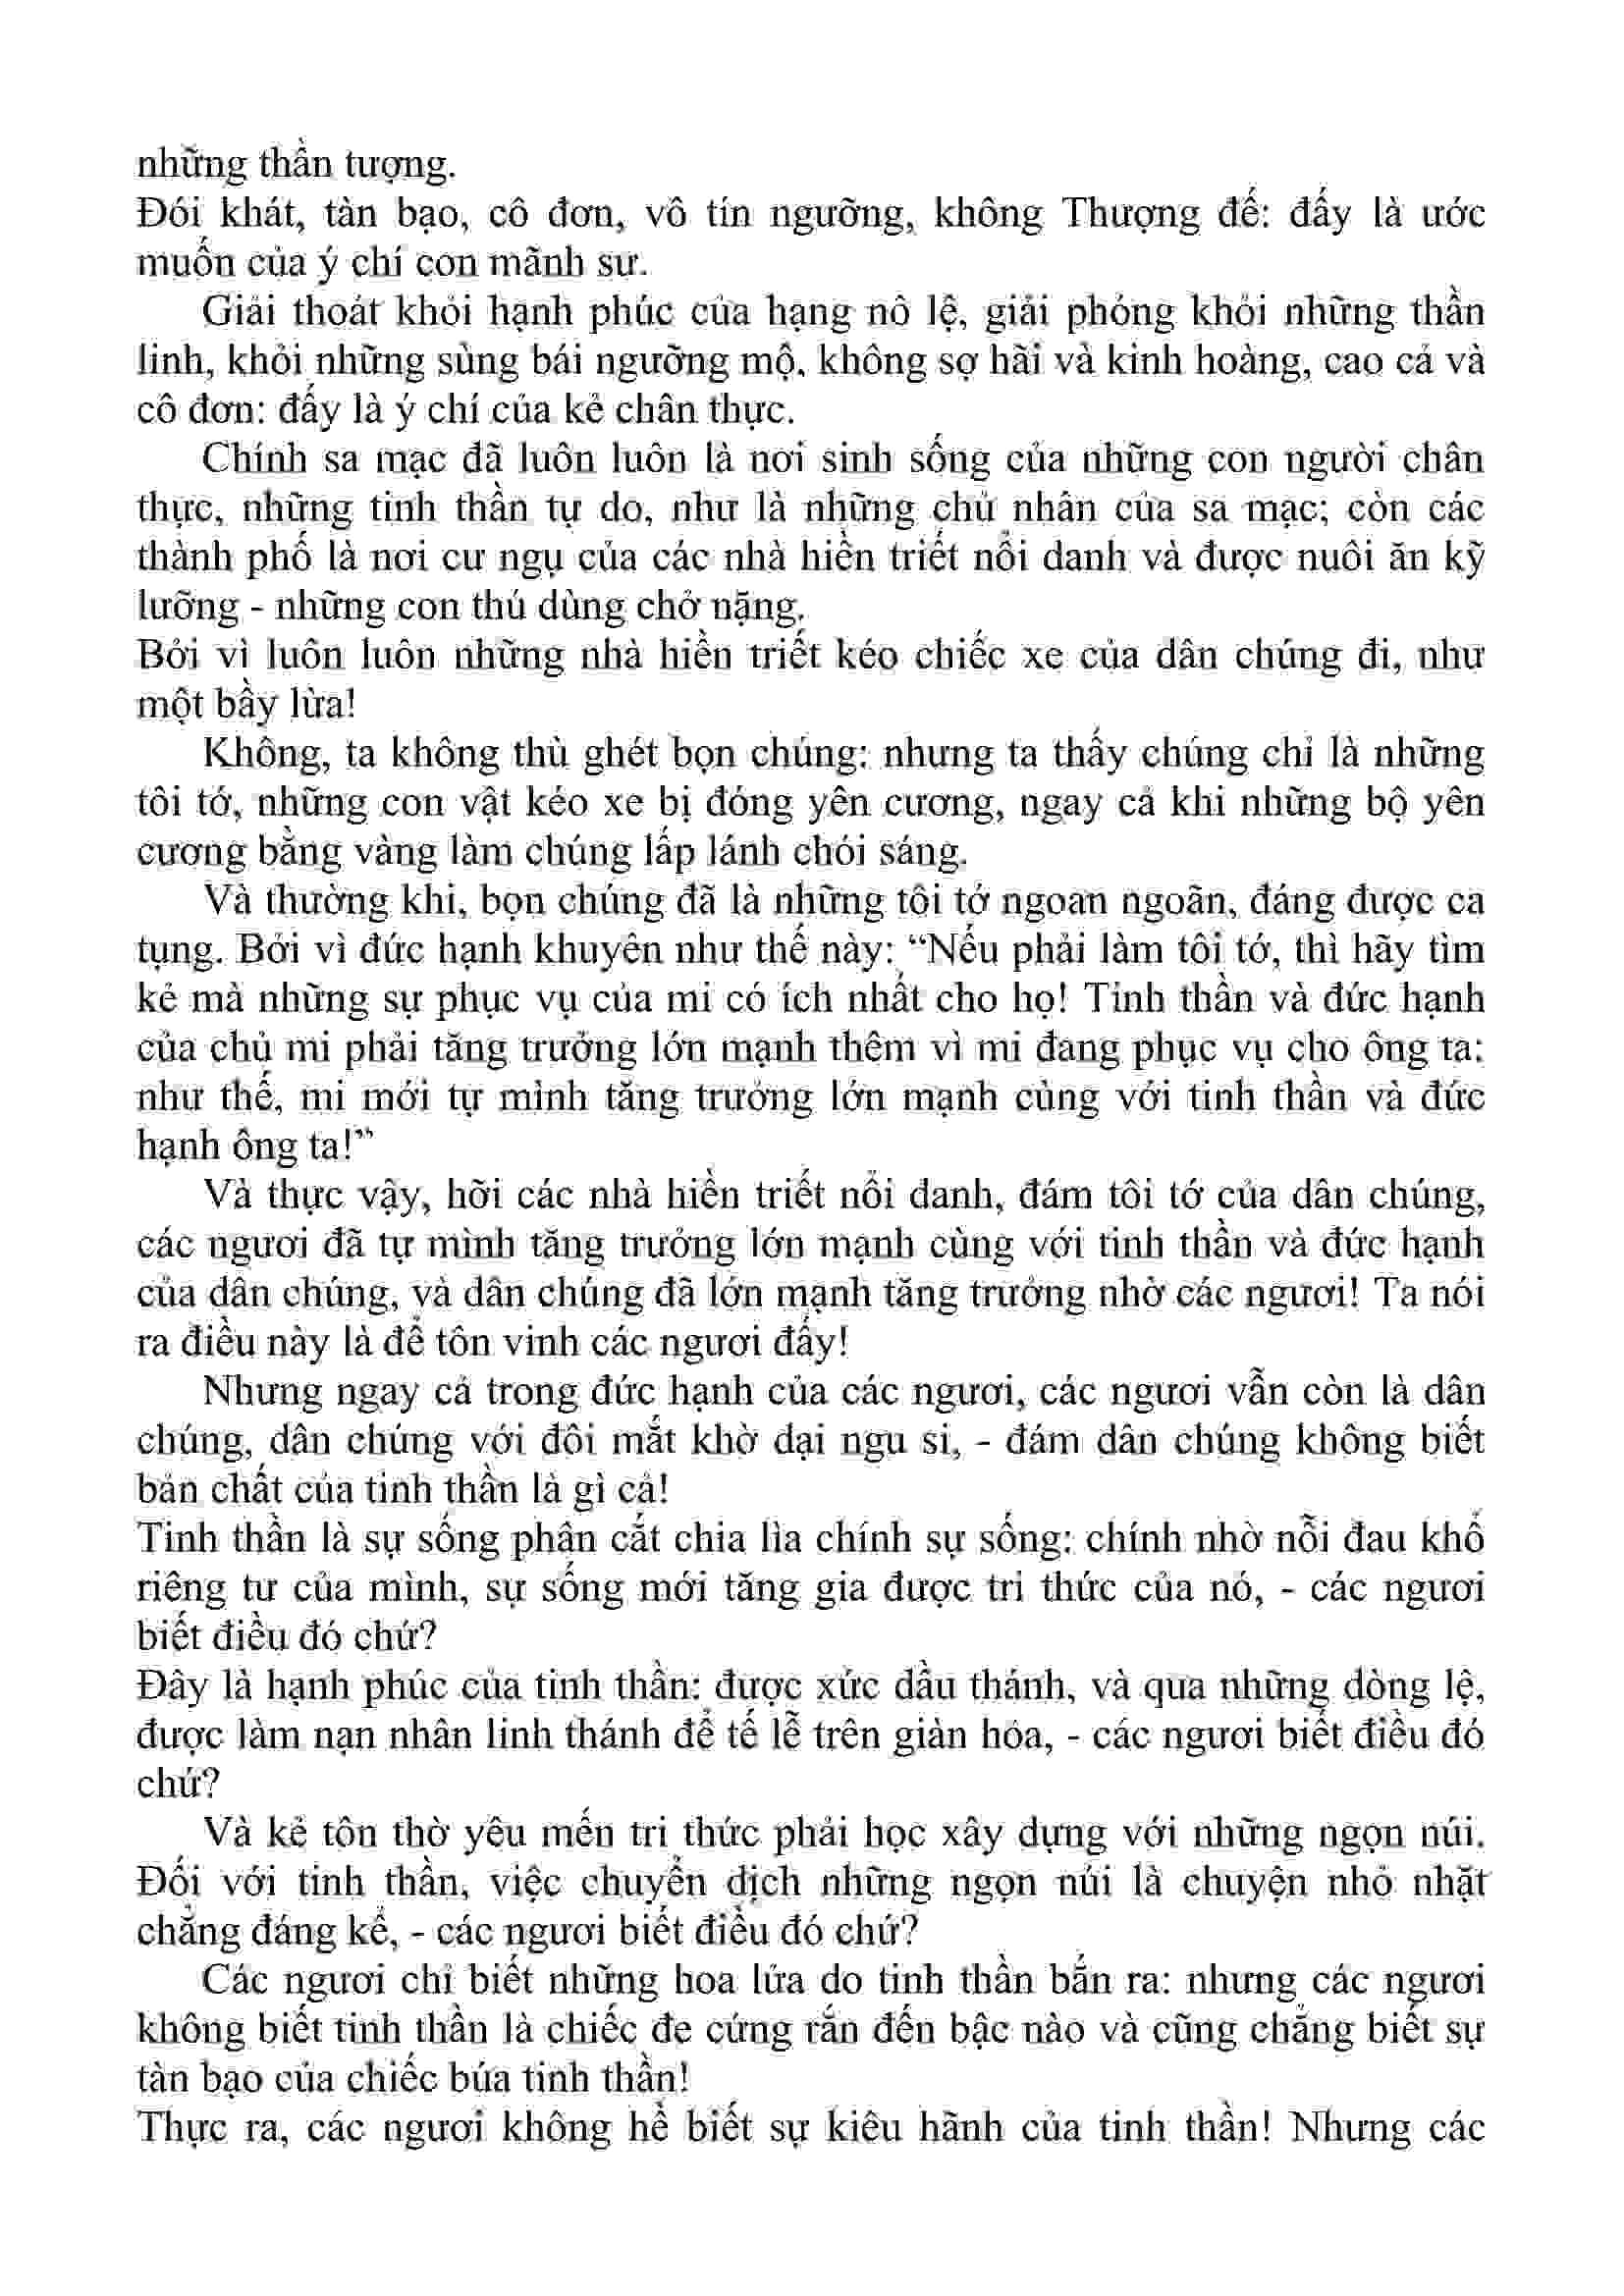 những thần tượng.
Đói khát, tàn bạo, cô đơn, vô tín ngưỡng, không Thượng đế: đấy là ước
muốn của ý chí con mãnh sư.
Giải thoát khỏi hạnh phúc của hạng nô lệ, giải phóng khỏi những thần
linh, khỏi những sùng bái ngưỡng mộ, không sợ hãi và kinh hoàng, cao cả và
cô đơn: đấy là ý chí của kẻ chân thực.
Chính sa mạc đã luôn luôn là nơi sinh sống của những con người chân
thực, những tinh thần tự do, như là những chủ nhân của sa mạc; còn các
thành phố là nơi cư ngụ của các nhà hiền triết nổi danh và được nuôi ăn kỹ
lưỡng - những con thú dùng chở nặng.
Bởi vì luôn luôn những nhà hiền triết kéo chiếc xe của dân chúng đi, như
một bầy lừa!
Không, ta không thù ghét bọn chúng: nhưng ta thấy chúng chỉ là những
tôi tớ, những con vật kéo xe bị đóng yên cương, ngay cả khi những bộ yên
cương bằng vàng làm chúng lấp lánh chói sáng.
Và thường khi, bọn chúng đã là những tôi tớ ngoan ngoãn, đáng được ca
tụng. Bởi vì đức hạnh khuyên như thế này: “Nếu phải làm tôi tớ, thì hãy tìm
kẻ mà những sự phục vụ của mi có ích nhất cho họ! Tinh thần và đức hạnh
của chủ mi phải tăng trưởng lớn mạnh thêm vì mi đang phục vụ cho ông ta:
như thế, mi mới tự mình tăng trưởng lớn mạnh cùng với tinh thần và đức
hạnh ông ta!”
Và thực vậy, hỡi các nhà hiền triết nổi danh, đám tôi tớ của dân chúng,
các ngươi đã tự mình tăng trưởng lớn mạnh cùng với tinh thần và đức hạnh
của dân chúng, và dân chúng đã lớn mạnh tăng trưởng nhờ các ngươi! Ta nói
ra điều này là để tôn vinh các ngươi đấy!
Nhưng ngay cả trong đức hạnh của các ngươi, các ngươi vẫn còn là dân
chúng, dân chúng với đôi mắt khờ dại ngu si, - đám dân chúng không biết
bản chất của tinh thần là gì cả!
Tinh thần là sự sống phân cắt chia lìa chính sự sống: chính nhờ nỗi đau khổ
riêng tư của mình, sự sống mới tăng gia được tri thức của nó, - các ngươi
biết điều đó chứ?
Đây là hạnh phúc của tinh thần: được xức dầu thánh, và qua những dòng lệ,
được làm nạn nhân linh thánh để tế lễ trên giàn hỏa, - các ngươi biết điều đó
chứ?
Và kẻ tôn thờ yêu mến tri thức phải học xây dựng với những ngọn núi.
Đối với tinh thần, việc chuyển dịch những ngọn núi là chuyện nhỏ nhặt
chẳng đáng kể, - các ngươi biết điều đó chứ?
Các ngươi chỉ biết những hoa lửa do tinh thần bắn ra: nhưng các ngươi
không biết tinh thần là chiếc đe cứng rắn đến bậc nào và cũng chẳng biết sự
tàn bạo của chiếc búa tinh thần!
Thực ra, các ngươi không hề biết sự kiêu hãnh của tinh thần! Nhưng các